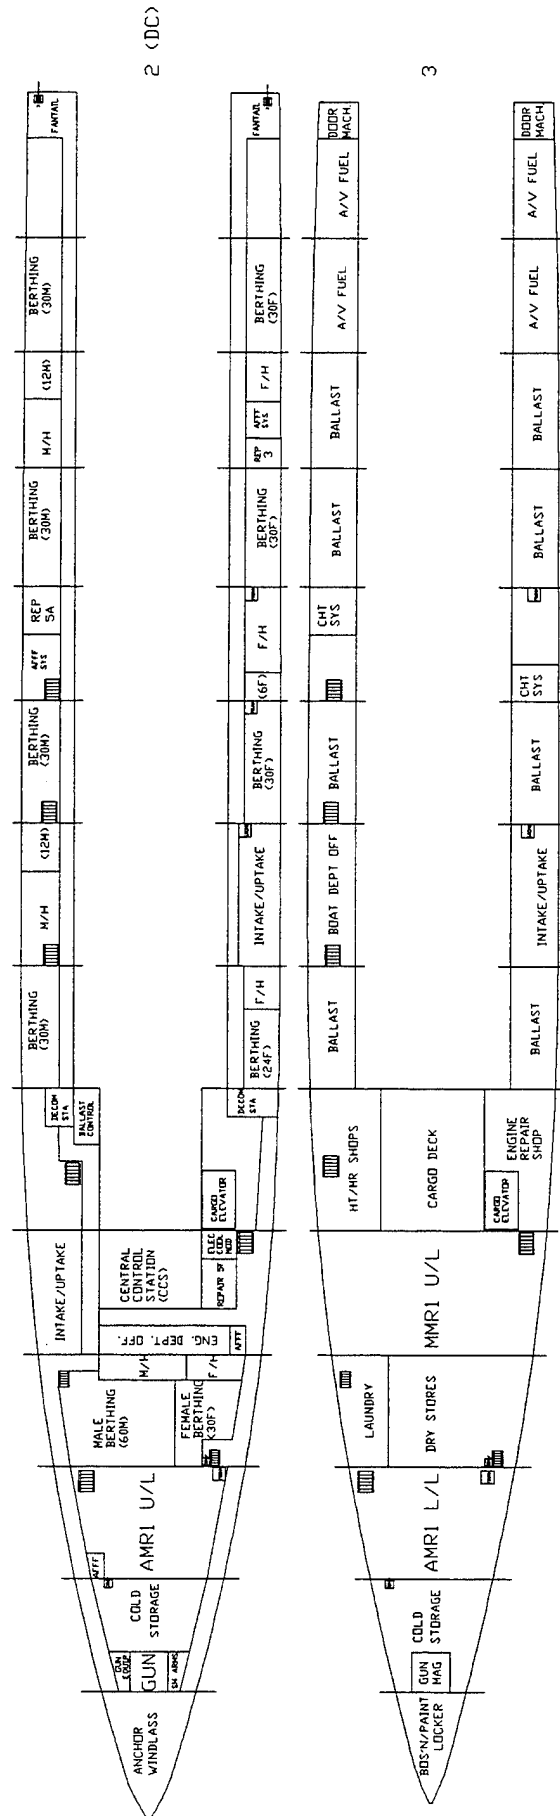 2 (DC)
FANTAIL
BERTHING
(30M)
(12M)
M/H
BERTHING
(30M)
REP
5A
AFFF
SYS
BERTHING
(30M)
(12M)
M/H
BERTHING
(30M)
DECON
STA
BALLAST
CONTROL
INTAKE/UPTAKE
CENTRAL
CONTROL
STATION
(CCS)
ENG. DEPT. OFF.
M/H
F/H
MALE
BERTHING
(60M)
FEMALE
BERTHING
(30F)
AMR1 U/L
AFFF
COLD
STORAGE
GUN
EQUIP
GUN
SM ARMS
ANCHOR
WINDLASS
FANTAIL
BERTHING
(30F)
F/H
AFFF
SYS
REP
3
BERTHING
(30F)
F/H
(6F)
BERTHING
(30F)
INTAKE/UPTAKE
F/H
BERTHING
(24F)
DECON
STA
CARGO
ELEVATOR
ELEC
COOL
MOD
REPAIR 5F
AFFF
3
DOOR
MACH.
A/V FUEL
A/V FUEL
BALLAST
BALLAST
CHT
SYS
BALLAST
BOAT DEPT OFF
BALLAST
HT/MR SHOPS
CARGO DECK
ENGINE
REPAIR
SHOP
CARGO
ELEVATOR
MMR1 U/L
LAUNDRY
DRY STORES
AMR1 L/L
COLD
STORAGE
GUN
MAG
BOS'N/PAINT
LOCKER
DOOR
MACH.
A/V FUEL
A/V FUEL
BALLAST
BALLAST
CHT
SYS
BALLAST
INTAKE/UPTAKE
BALLAST